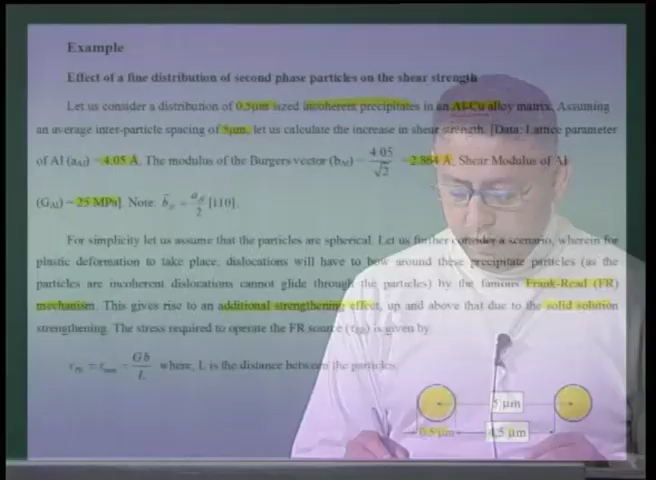 Example
Effect of a fine distribution of second phase particles on the shear strength
Let us consider a distribution of 0.5μm sized incoherent precipitates in an Al-Cu alloy matrix. Assuming
an average inter-particle spacing of 5μm, let us calculate the increase in shear strength. [Data: Lattice parameter
of Al (aAl) = 4.05 Å. The modulus of the Burgers vector (bAl) = 4.05/√2 = 2.864 Å, Shear Modulus of Al
(GAl) = 25 MPa]. Note: b = a/2 [110].
For simplicity let us assume that the particles are spherical. Let us further consider a scenario, wherein for
plastic deformation to take place, dislocations will have to bow around these precipitate particles (as the
particles are incoherent dislocations cannot glide through the particles) by the famous Frank-Read (FR)
mechanism. This gives rise to an additional strengthening effect, up and above that due to the solid solution
strengthening. The stress required to operate the FR source (τFR) is given by
τFR = τmax = Gb/L where, L is the distance between the particles.
5 μm
0.5 μm 4.5 μm